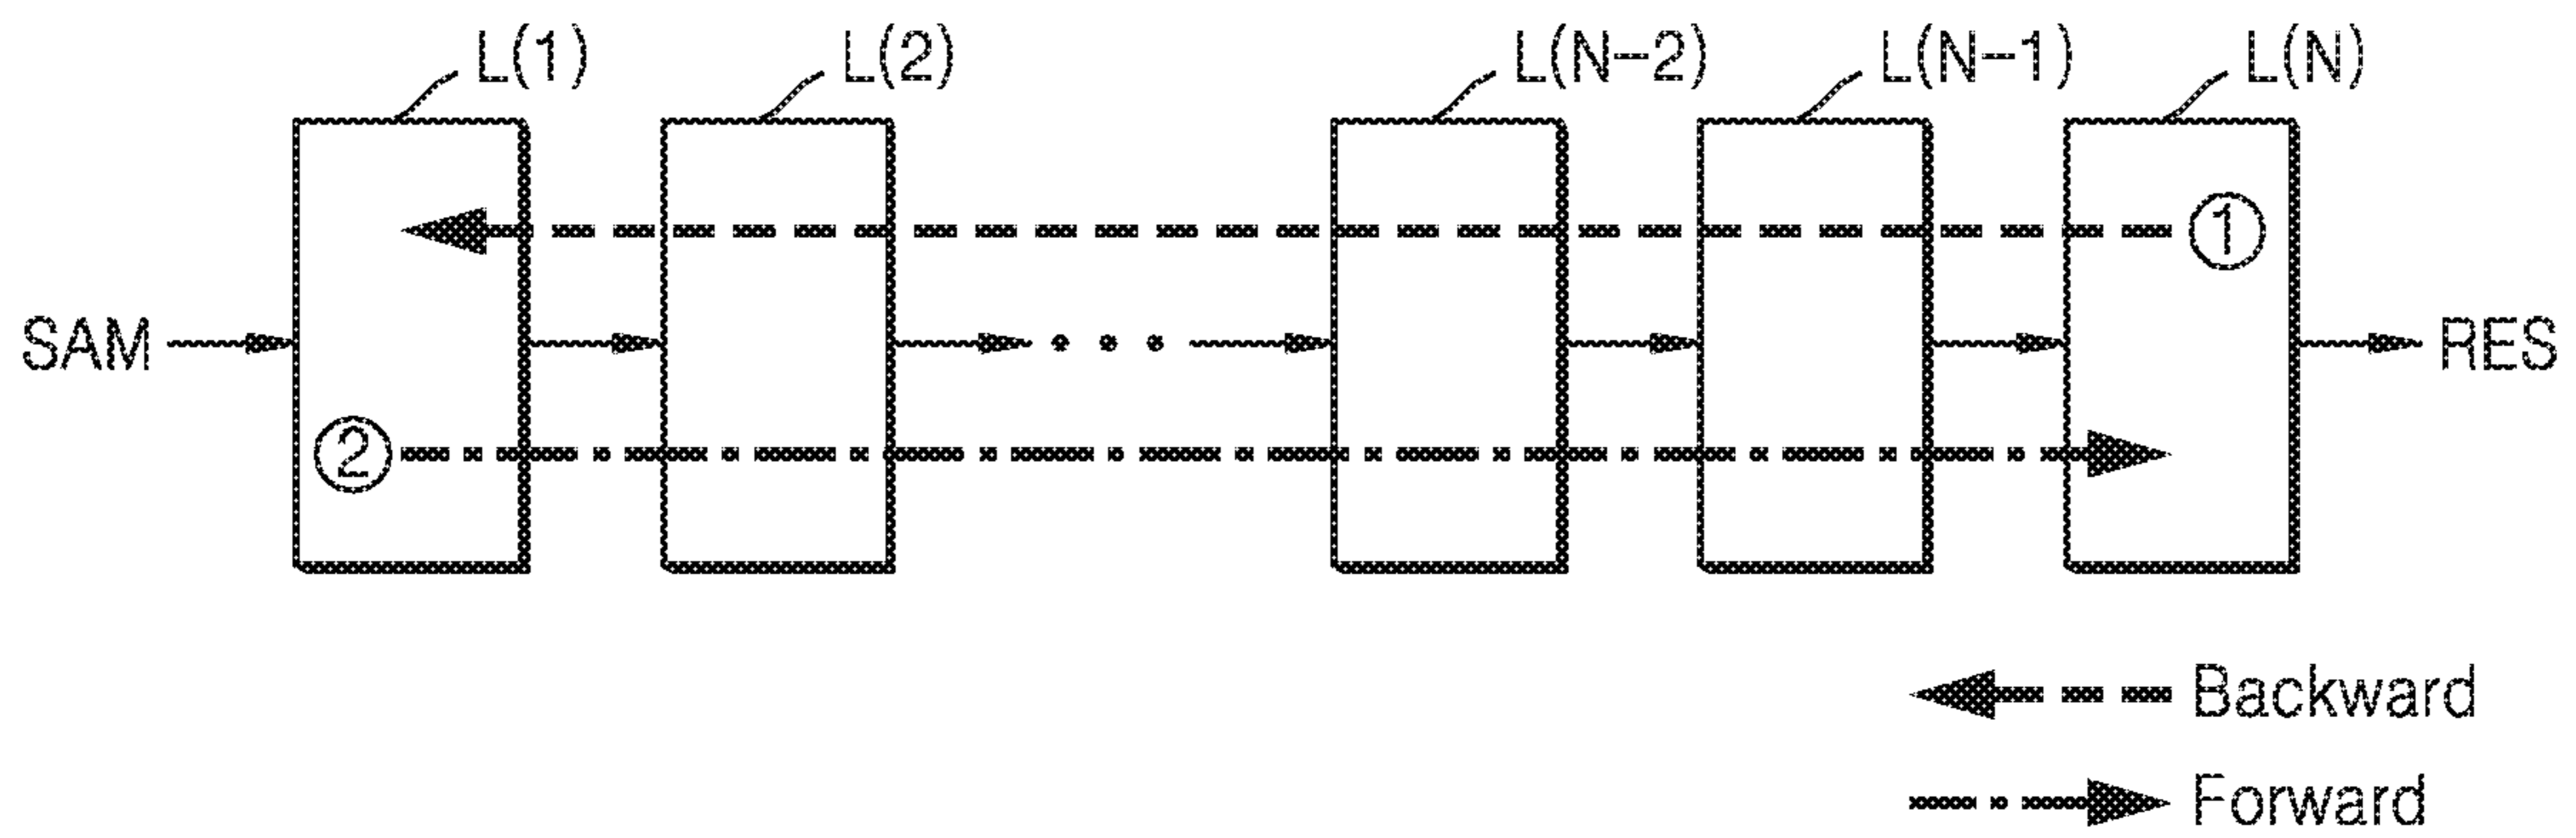 L(1) L(2) L(N-2) L(N-1) L(N)
①
SAM RES
②
Backward
Forward